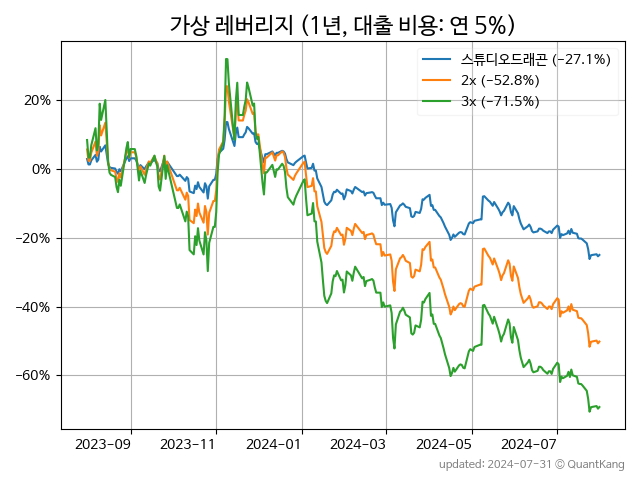 가상 레버리지 (1년, 대출 비용: 연 5%)
스튜디오드래곤 (-27.1%)
2x (-52.8%)
3x (-71.5%)
20%
0%
-20%
-40%
-60%
2023-09 2023-11 2024-01 2024-03 2024-05 2024-07
updated: 2024-07-31 © QuantKang